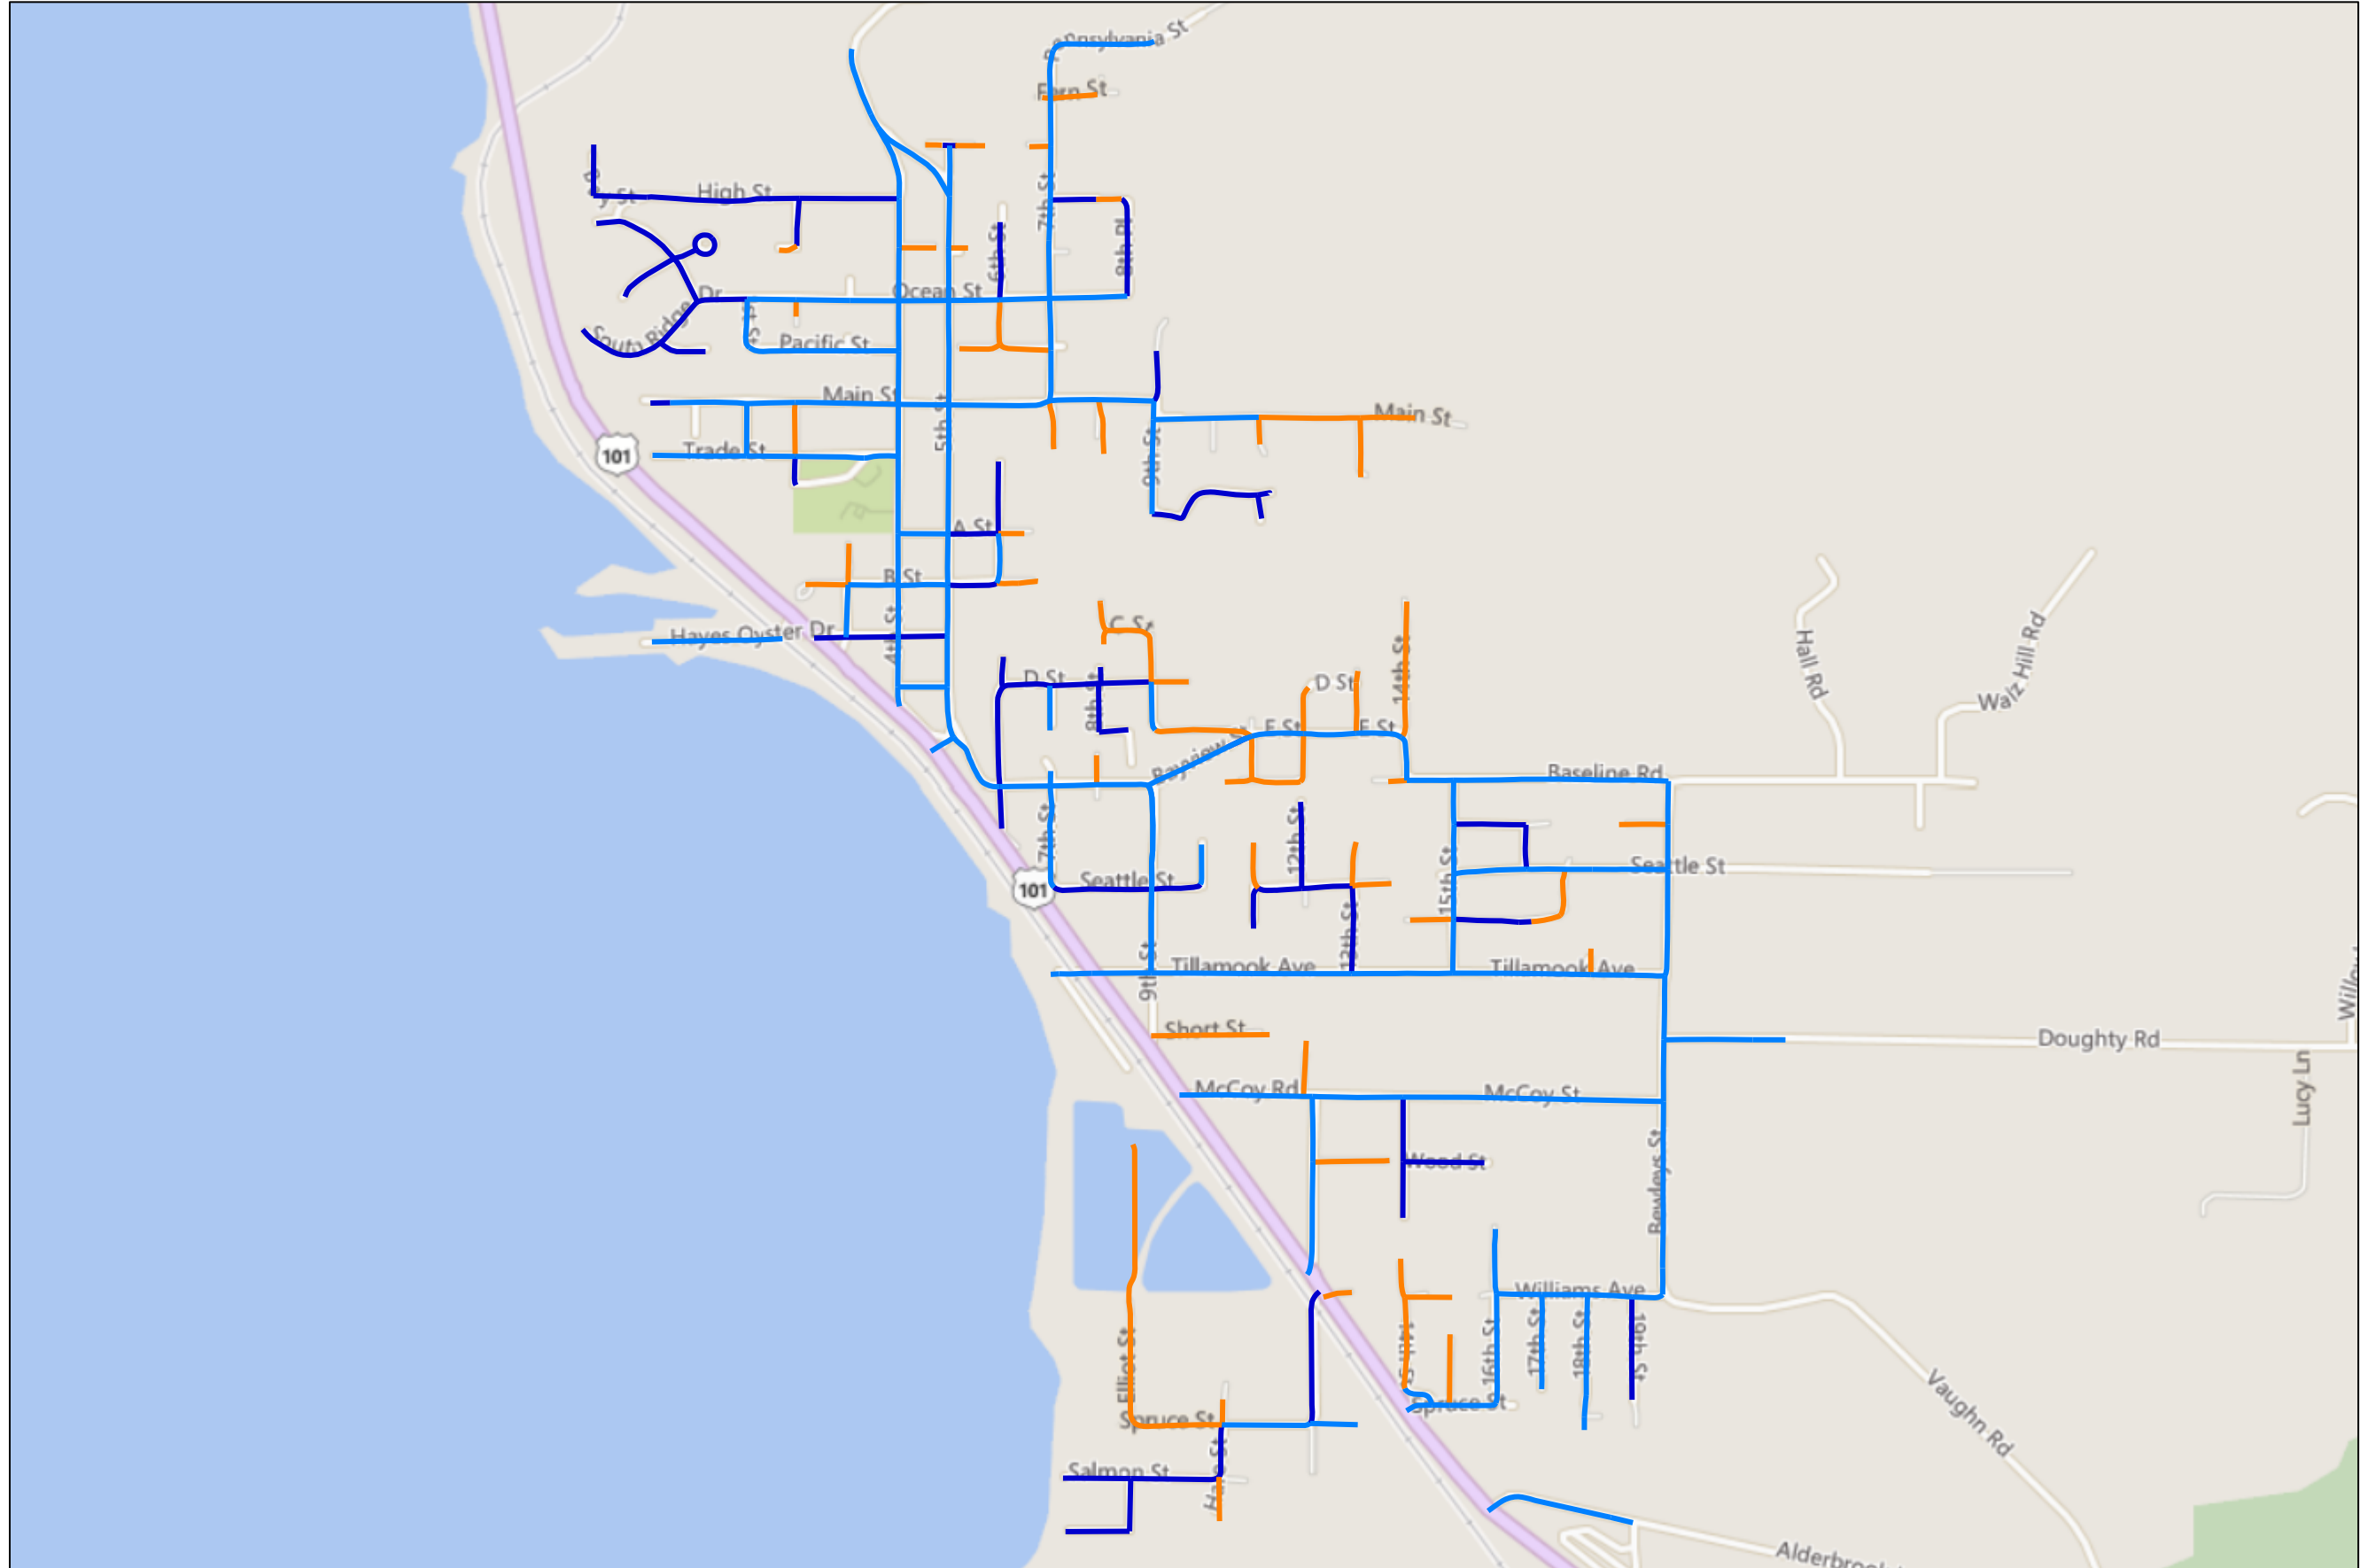 Pennsylvania St
Fern St
High St
7th St
8th Pl
6th St
Ocean St
Pacific St
Main St
Main St
5th St
9th St
Trade St
101
A St
B St
4th St
Hayes Oyster Dr
C St
D St
8th St
14th St
D St
E St
E St
Bayview St
Hall Rd
Walz Hill Rd
Baseline Rd
7th St
12th St
15th St
Seattle St
Seattle St
101
13th St
9th St
Tillamook Ave
Tillamook Ave
Short St
Doughty Rd
Lucy Ln
McCoy Rd
McCoy St
Wood St
Bewleys St
Williams Ave
Elliot St
16th St
17th St
18th St
19th St
Spruce St
Spruce St
Vaughn Rd
Salmon St